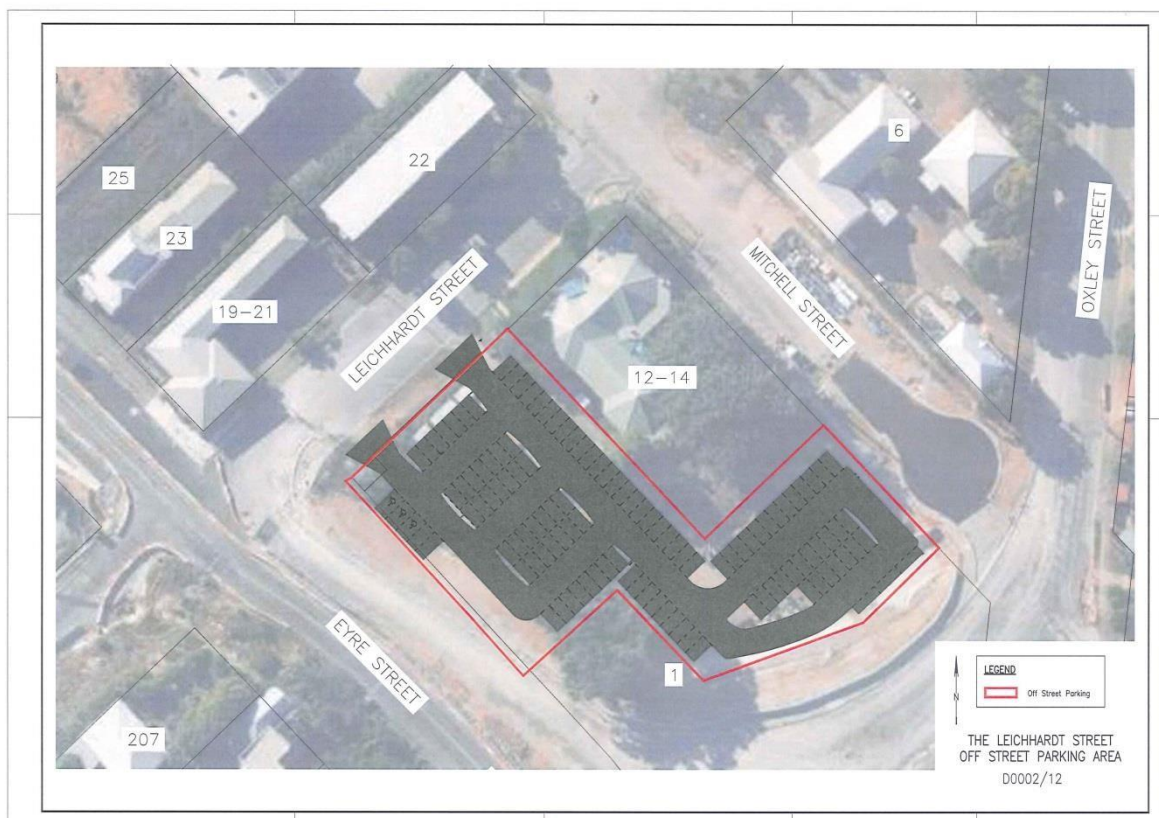 6
22
25
23
19-21
LEICHHARDT STREET
MITCHELL STREET
OXLEY STREET
12-14
EYRE STREET
1
207
N
LEGEND
Off Street Parking
THE LEICHHARDT STREET
OFF STREET PARKING AREA
D0002/12